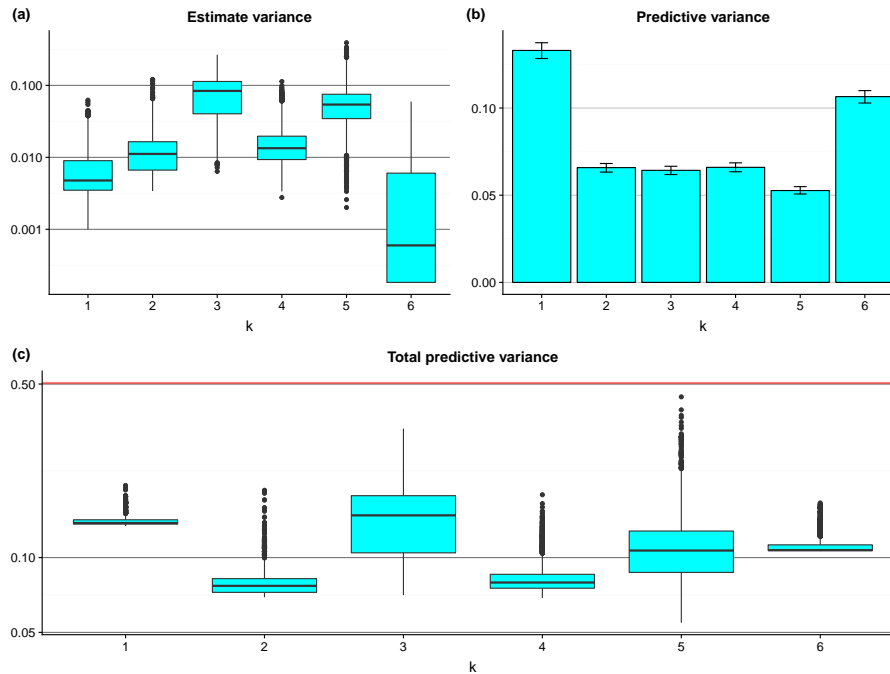 (a)
Estimate variance
0.100
0.010
0.001
1 2 3 4 5 6
k
(b)
Predictive variance
0.10
0.05
0.00
1 2 3 4 5 6
k
(c)
Total predictive variance
0.50
0.10
0.05
1 2 3 4 5 6
k